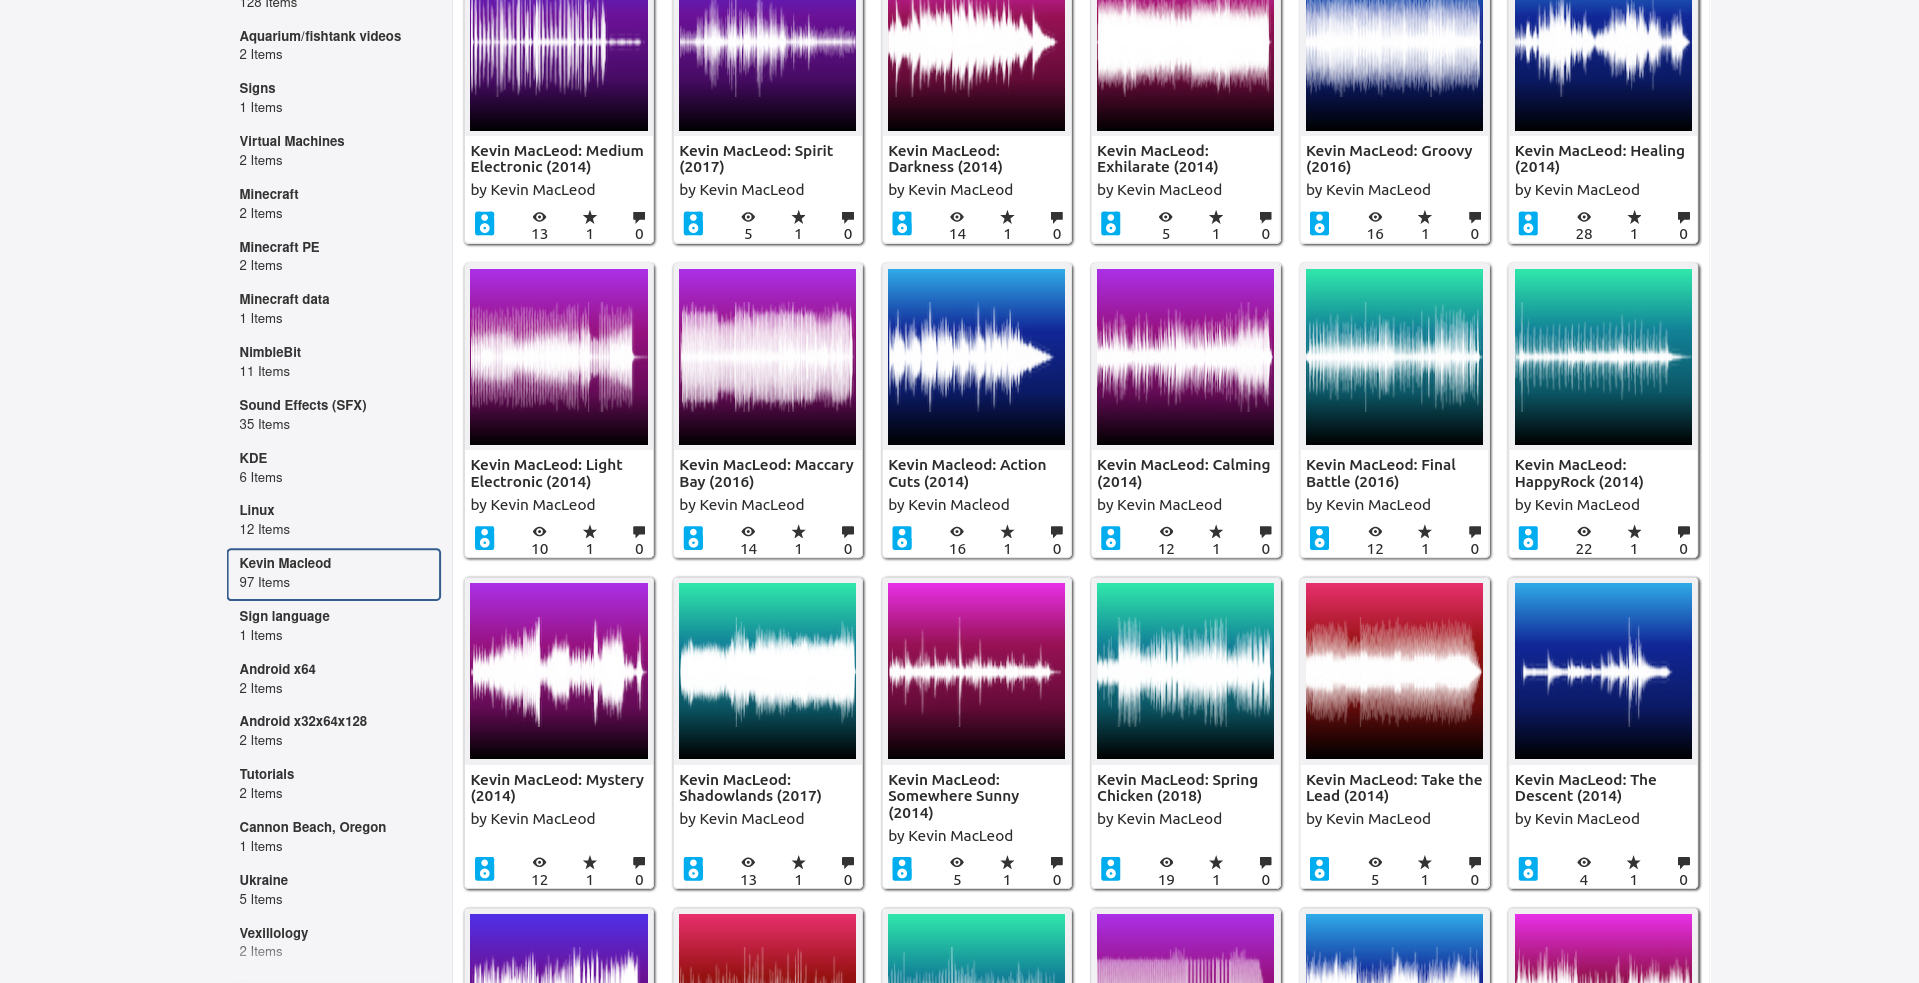 128 Items
Aquarium/fishtank videos
2 Items
Signs
1 Items
Virtual Machines
2 Items
Minecraft
2 Items
Minecraft PE
2 Items
Minecraft data
1 Items
NimbleBit
11 Items
Sound Effects (SFX)
35 Items
KDE
6 Items
Linux
12 Items
Kevin Macleod
97 Items
Sign language
1 Items
Android x64
2 Items
Android x32x64x128
2 Items
Tutorials
2 Items
Cannon Beach, Oregon
1 Items
Ukraine
5 Items
Vexillology
2 Items
Kevin MacLeod: Medium
Electronic (2014)
by Kevin MacLeod
13 1 0
Kevin MacLeod: Spirit
(2017)
by Kevin MacLeod
5 1 0
Kevin MacLeod:
Darkness (2014)
by Kevin MacLeod
14 1 0
Kevin MacLeod:
Exhilarate (2014)
by Kevin MacLeod
5 1 0
Kevin MacLeod: Groovy
(2016)
by Kevin MacLeod
16 1 0
Kevin MacLeod: Healing
(2014)
by Kevin MacLeod
28 1 0
Kevin MacLeod: Light
Electronic (2014)
by Kevin MacLeod
10 1 0
Kevin MacLeod: Maccary
Bay (2016)
by Kevin MacLeod
14 1 0
Kevin Macleod: Action
Cuts (2014)
by Kevin Macleod
16 1 0
Kevin MacLeod: Calming
(2014)
by Kevin MacLeod
12 1 0
Kevin MacLeod: Final
Battle (2016)
by Kevin MacLeod
12 1 0
Kevin MacLeod:
HappyRock (2014)
by Kevin MacLeod
22 1 0
Kevin MacLeod: Mystery
(2014)
by Kevin MacLeod
12 1 0
Kevin MacLeod:
Shadowlands (2017)
by Kevin MacLeod
13 1 0
Kevin MacLeod:
Somewhere Sunny
(2014)
by Kevin MacLeod
5 1 0
Kevin MacLeod: Spring
Chicken (2018)
by Kevin MacLeod
19 1 0
Kevin MacLeod: Take the
Lead (2014)
by Kevin MacLeod
5 1 0
Kevin MacLeod: The
Descent (2014)
by Kevin MacLeod
4 1 0